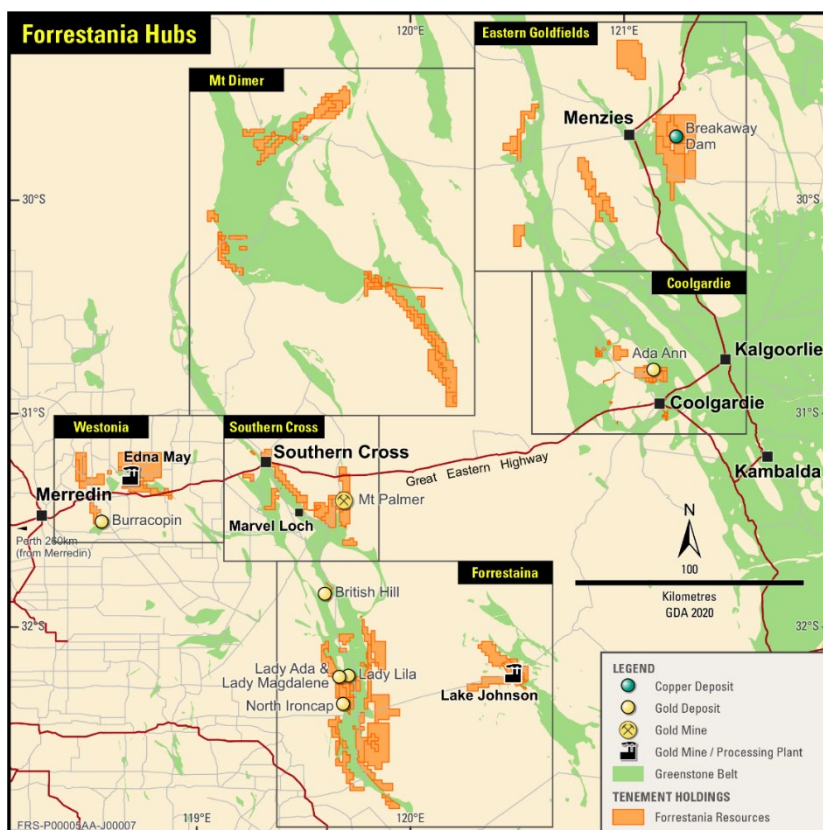 Forrestania Hubs
120°E
121°E
Eastern Goldfields
Mt Dimer
Menzies
Breakaway
Dam
30°S
30°S
Coolgardie
Ada Ann
Kalgoorlie
Coolgardie
31°S
31°S
Westonia
Southern Cross
Edna May
Southern Cross
Great Eastern Highway
Kambalda
Merredin
Mt Palmer
Burracopin
Marvel Loch
Perth 260km
(from Merredin)
100
Kilometres
GDA 2020
Forrestaina
British Hill
32°S
32°S
Lady Ada &
Lady Magdalene
Lady Lila
North Ironcap
Lake Johnson
LEGEND
Copper Deposit
Gold Deposit
Gold Mine
Gold Mine / Processing Plant
Greenstone Belt
TENEMENT HOLDINGS
Forrestania Resources
119°E
120°E
FRS-P00005AA-J00007
N